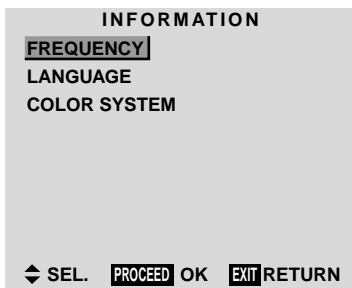 INFORMATION
FREQUENCY
LANGUAGE
COLOR SYSTEM
SEL. PROCEED OK EXIT RETURN